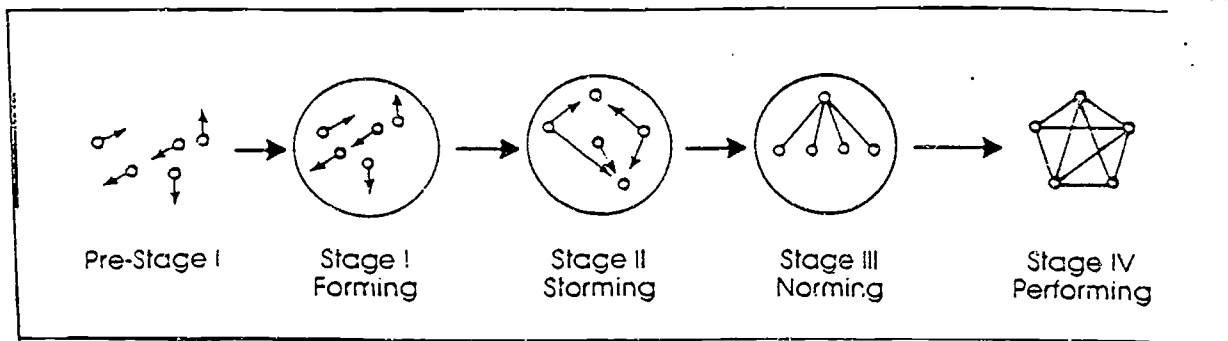 Pre-Stage I
Stage I
Forming
Stage II
Storming
Stage III
Norming
Stage IV
Performing